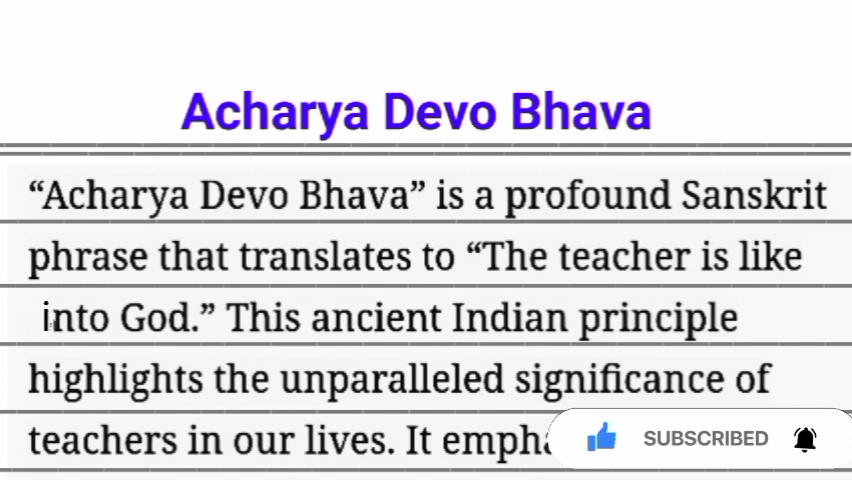 Acharya Devo Bhava
“Acharya Devo Bhava” is a profound Sanskrit
phrase that translates to “The teacher is like
into God.” This ancient Indian principle
highlights the unparalleled significance of
teachers in our lives. It
SUBSCRIBED